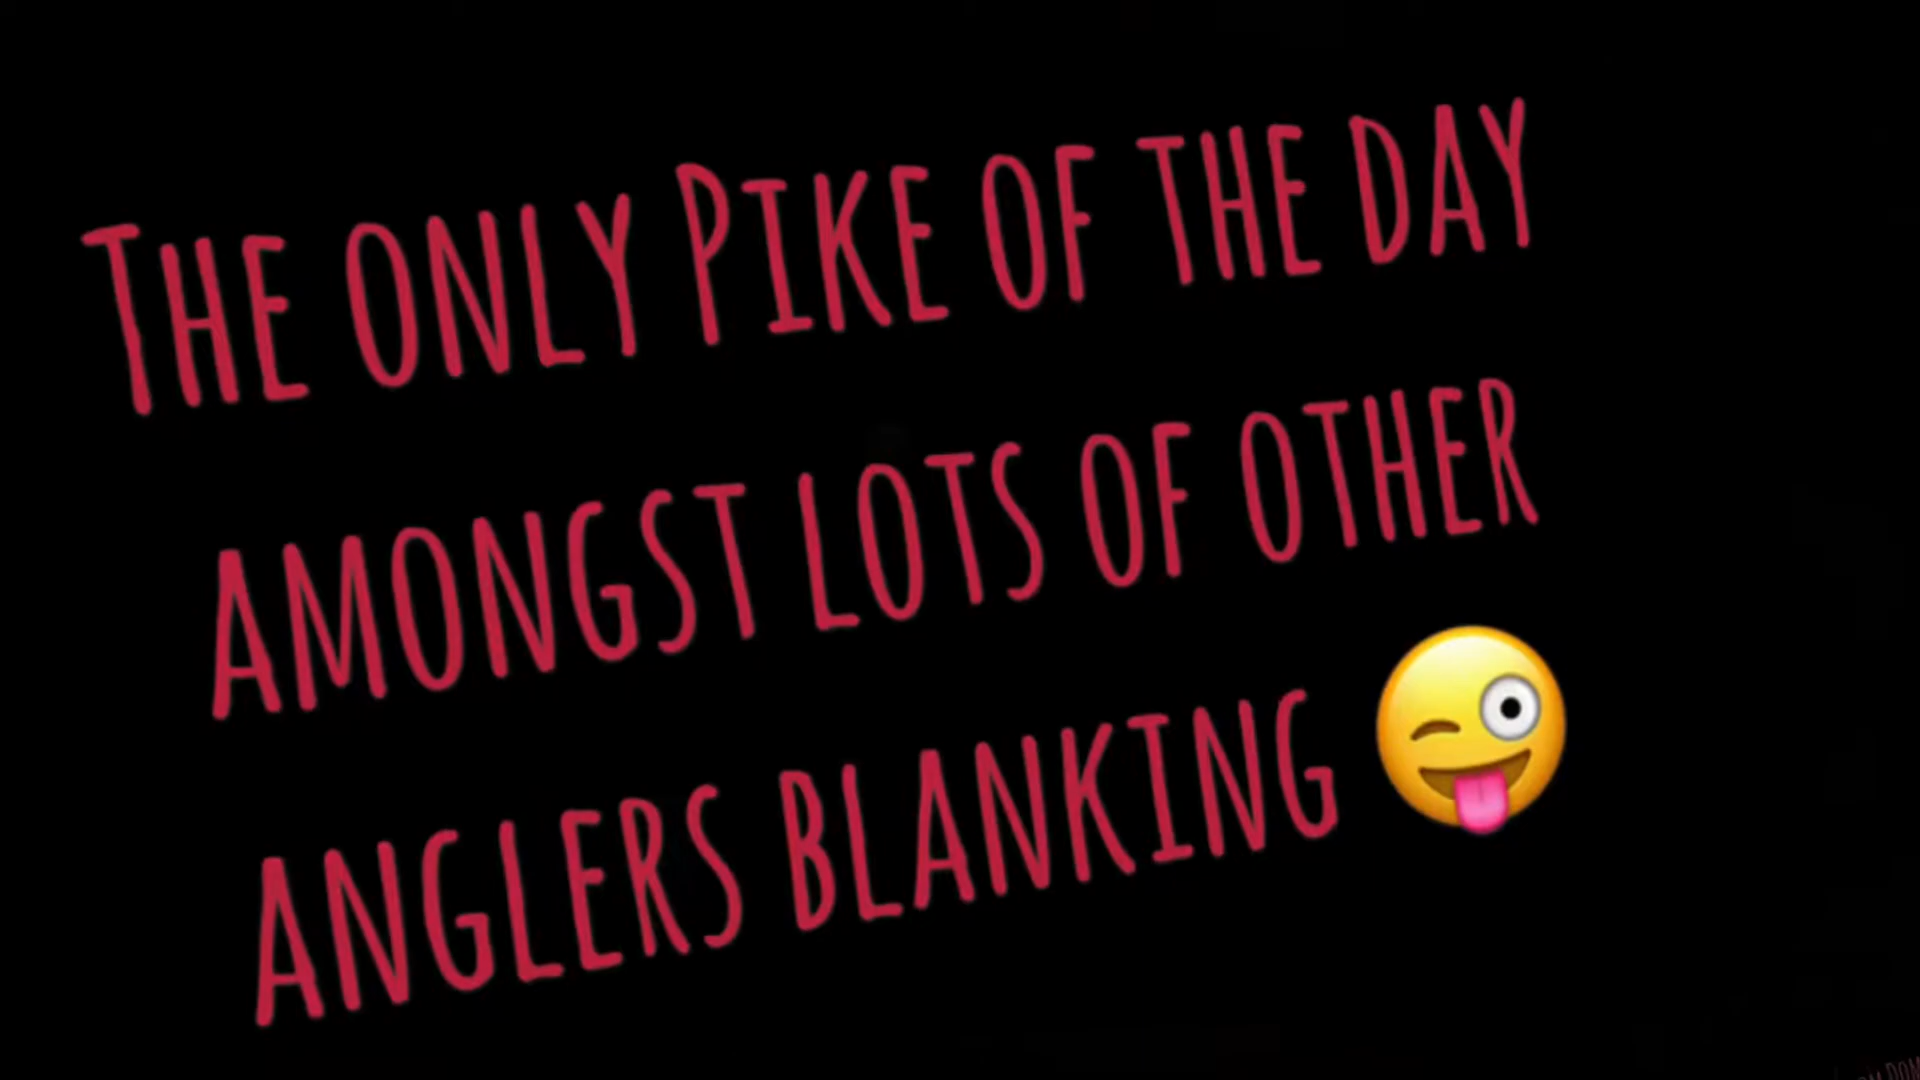 The only Pike of the day
amongst lots of other
anglers blanking 😜